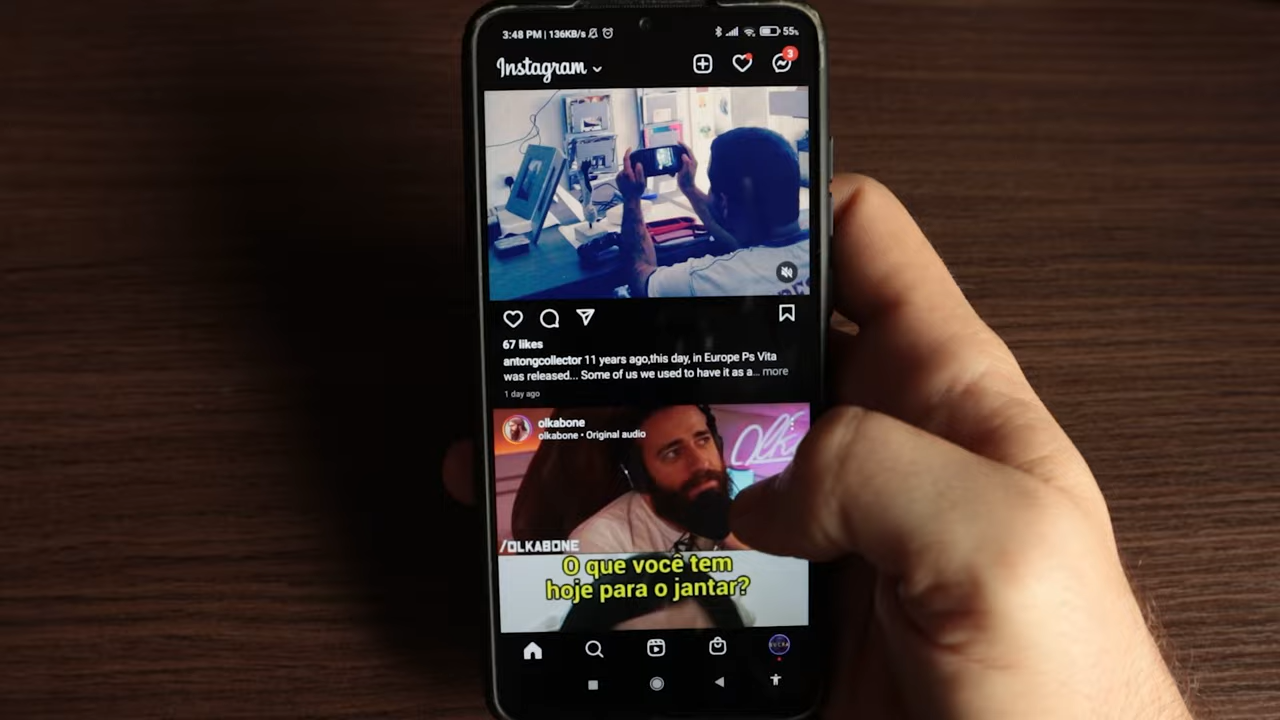 3:48 PM | 136KB/s
55%
Instagram
3
67 likes
antongcollector 11 years ago,this day, in Europe Ps Vita
was released... Some of us we used to have it as a... more
1 day ago
olkabone
olkabone • Original audio
Olk
/OLKABONE
O que você tem
hoje para o jantar?